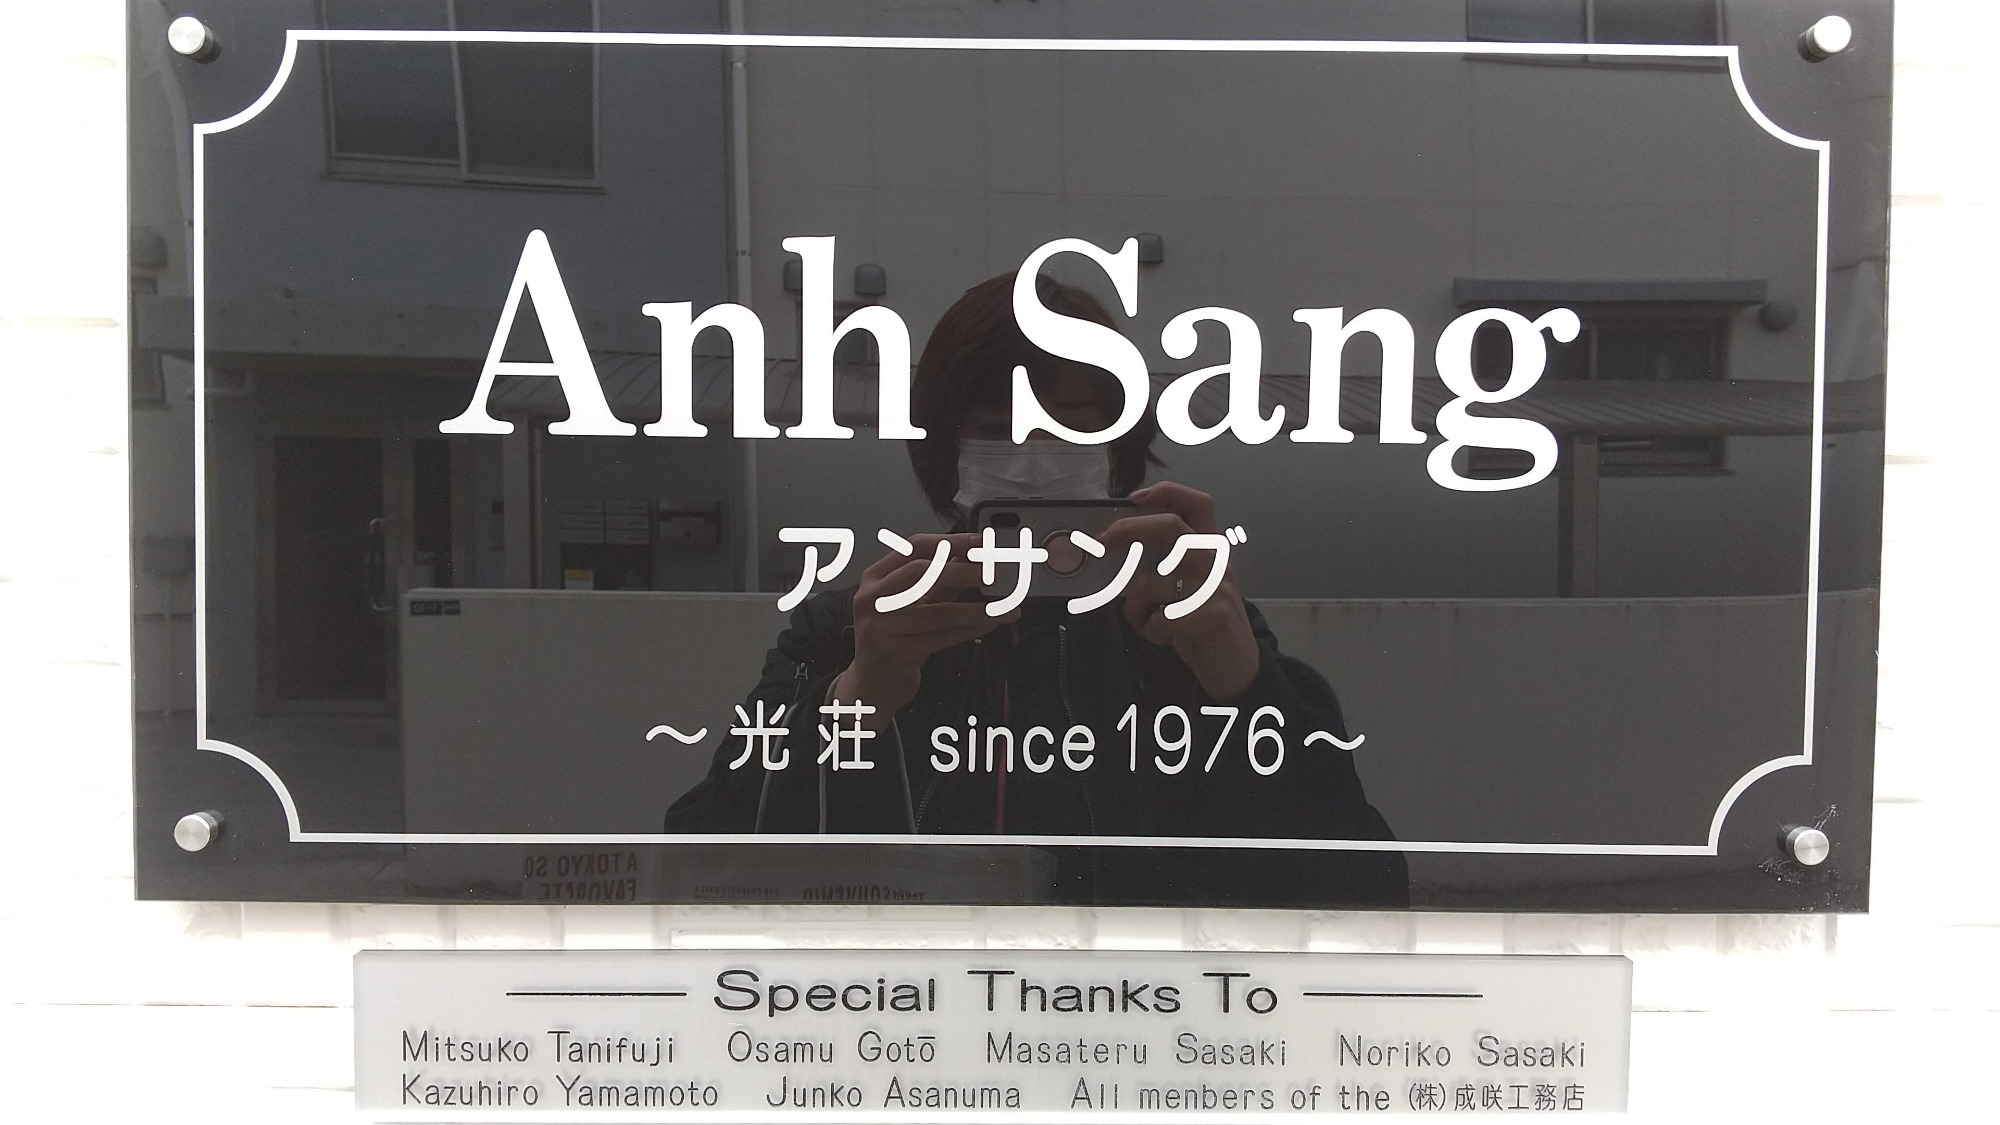 Anh Sang
アンサング
～光荘 since 1976～
Special Thanks To
Mitsuko Tanifuji Osamu Gotō Masateru Sasaki Noriko Sasaki
Kazuhiro Yamamoto Junko Asanuma All menbers of the (株)成咲工務店